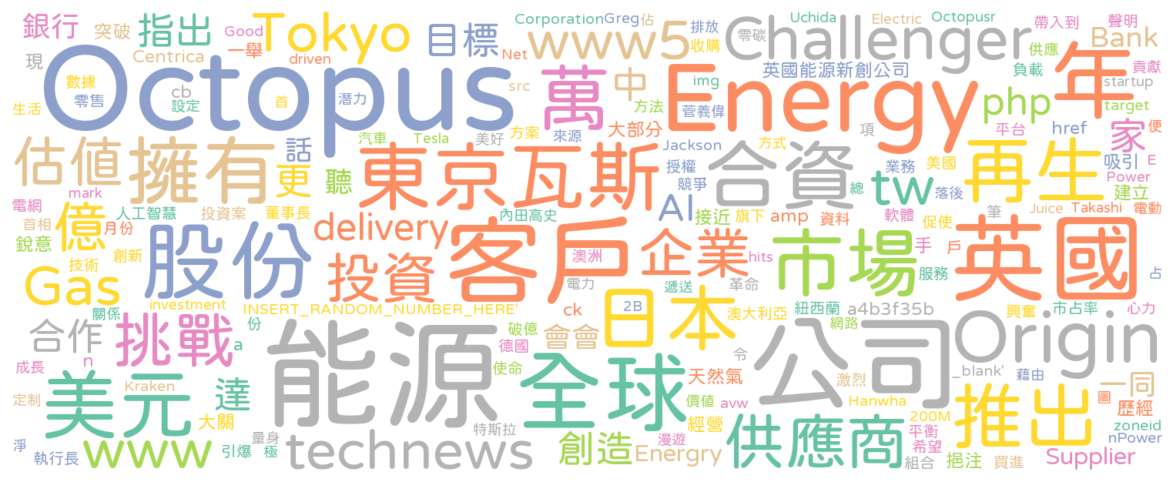 銀行 突破 指出 Good 一舉 Tokyo 目標 Corporation Greg 佔 排放 Uchida Electric Octopusr 帶入到 聲明
現 Centrica driven Net www5 收購 Challenger 零碳 供應 Bank
生活 數據 零售 cb 設定 Octopus 首 潛力 萬 中 src img 方法 英國能源新創公司 菅義偉 Energy 負載 年 貢獻 startup
估值 擁有 話 汽車 Tesla 美好 方案 來源 大部分 Jackson 方式 項 php 平台 href target 家 便
mark 更 聽 東京瓦斯 授權 競爭 合資 業務 總 美國 tw 落後 再生 吸引 E Power 建立
電網 首相 月份 人工智慧 投資案 董事長 內田高史 AI 接近 旗下 amp 資料 軟體 促使 筆 Juice Takashi 電動
銳意 億 創新 股份 delivery 客戶 澳洲 企業 hits 市場 手 戶 英國
Gas 技術 投資 電力 遞送 革命 服務 占
關係 investment INSERT_RANDOM_NUMBER_HERE' ck 2B 日本 澳大利亞 紐西蘭 a4b3f35b 興奮 市占率 心力
合作 挑戰 份 a 能源 破億 會會 德國 網路 令 公司 Origin
成長 n 使命 全球 天然氣 激烈 _blank' 藉由 一同 圖
定制 美元 Kraken 達 大關 特斯拉 價值 avw 經營 Hanwha 200M 推出 歷經 zoneid
淨 www 引爆 量身 極 technews 創造 漫遊 供應商 平衡 希望 nPower
執行長 Energry 組合 挹注 買進 Supplier